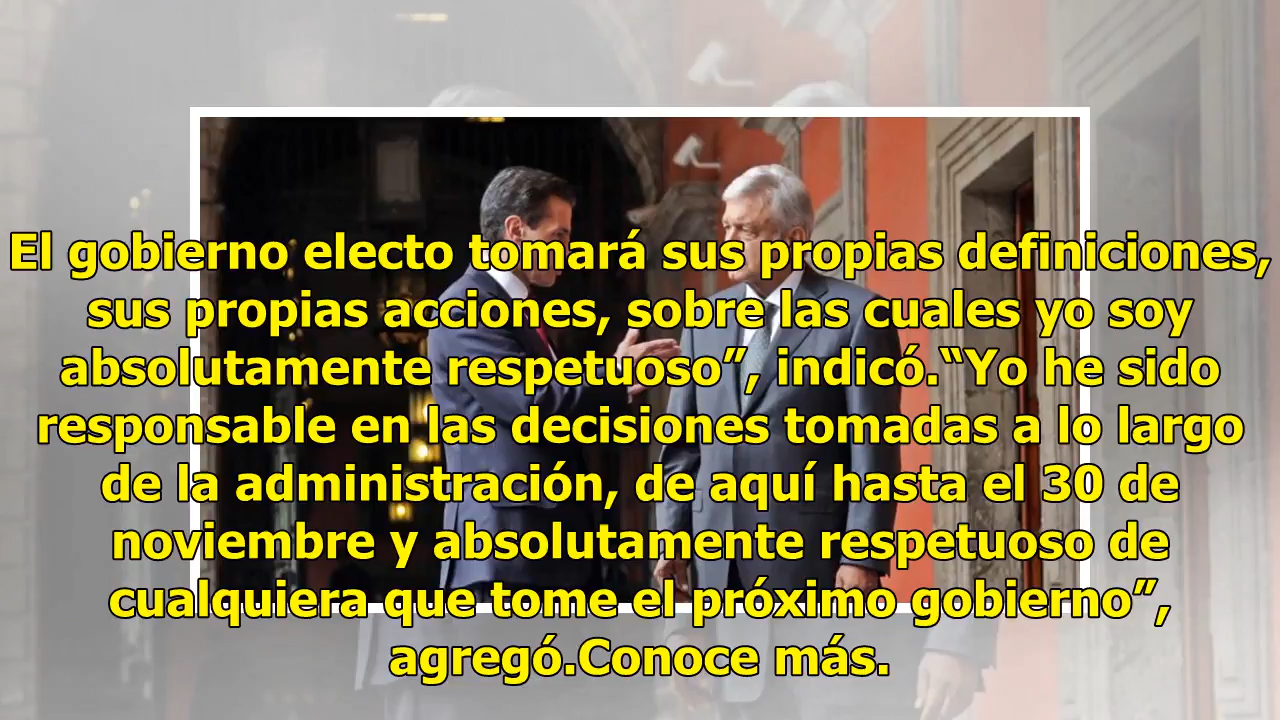 El gobierno electo tomará sus propias definiciones,
sus propias acciones, sobre las cuales yo soy
absolutamente respetuoso”, indicó.“Yo he sido
responsable en las decisiones tomadas a lo largo
de la administración, de aquí hasta el 30 de
noviembre y absolutamente respetuoso de
cualquiera que tome el próximo gobierno”,
agregó.Conoce más.